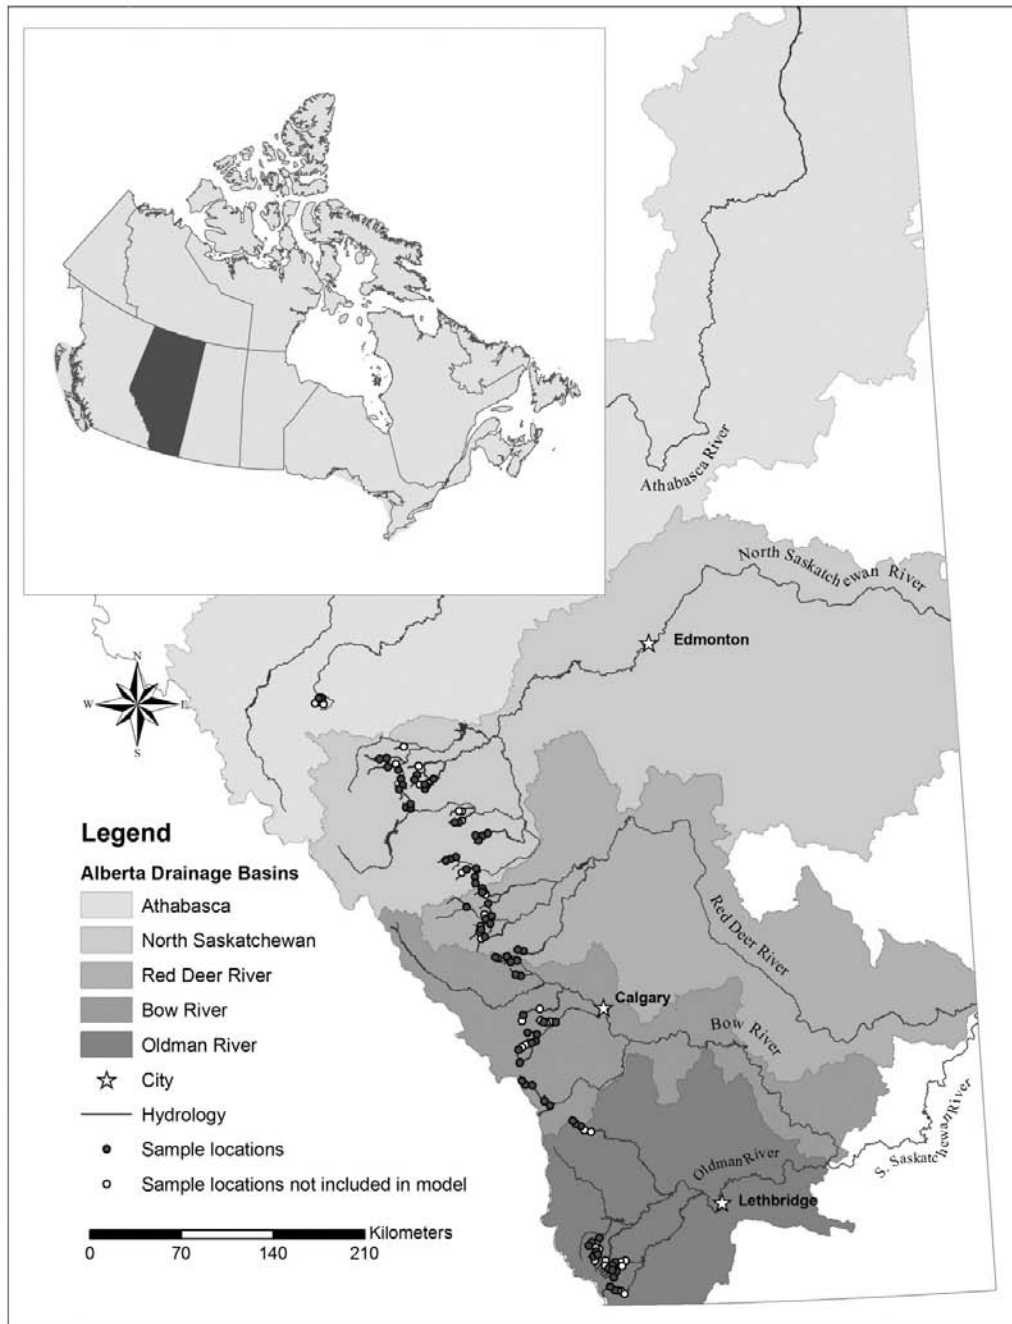 Athabasca River
North Saskatchewan River
Edmonton
N
W
E
S
Red Deer River
Calgary
Bow River
S. Saskatchewan River
Oldman River
Lethbridge
Legend
Alberta Drainage Basins
Athabasca
North Saskatchewan
Red Deer River
Bow River
Oldman River
City
Hydrology
Sample locations
Sample locations not included in model
Kilometers
0 70 140 210